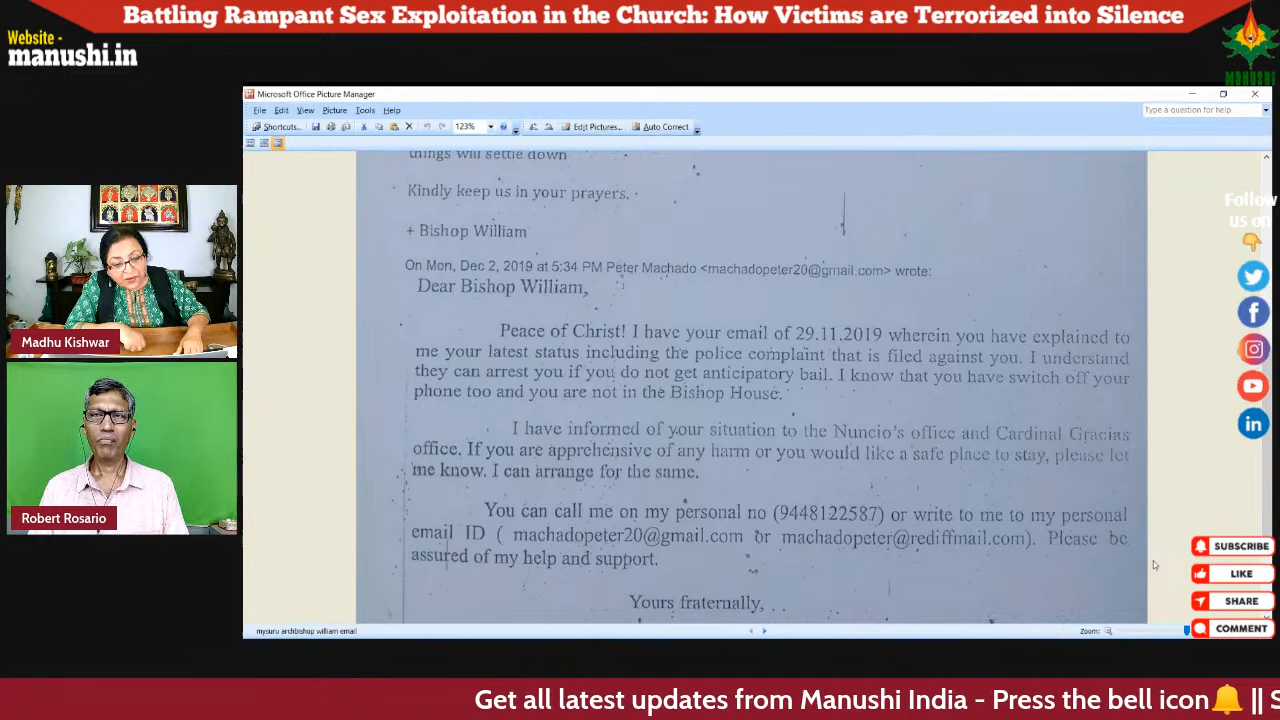 Battling Rampant Sex Exploitation in the Church: How Victims are Terrorized into Silence
Website -
manushi.in
MANUSHI
Microsoft Office Picture Manager
File Edit View Picture Tools Help
Type a question for help
Shortcuts... 123% Edit Pictures... Auto Correct
things will settle down
Kindly keep us in your prayers.
+ Bishop William
On Mon, Dec 2, 2019 at 5:34 PM Peter Machado <machadopeter20@gmail.com> wrote:
Dear Bishop William,
Peace of Christ! I have your email of 29.11.2019 wherein you have explained to
me your latest status including the police complaint that is filed against you. I understand
they can arrest you if you do not get anticipatory bail. I know that you have switch off your
phone too and you are not in the Bishop House.
I have informed of your situation to the Nuncio's office and Cardinal Gracias
office. If you are apprehensive of any harm or you would like a safe place to stay, please let
me know. I can arrange for the same.
You can call me on my personal no (9448122587) or write to me to my personal
email ID ( machadopeter20@gmail.com or machadopeter@rediffmail.com). Please be
assured of my help and support.
Yours fraternally,
mysuru archbishop william email
Zoom:
Madhu Kishwar
Robert Rosario
Follow
us on
SUBSCRIBE
LIKE
SHARE
COMMENT
Get all latest updates from Manushi India - Press the bell icon || S